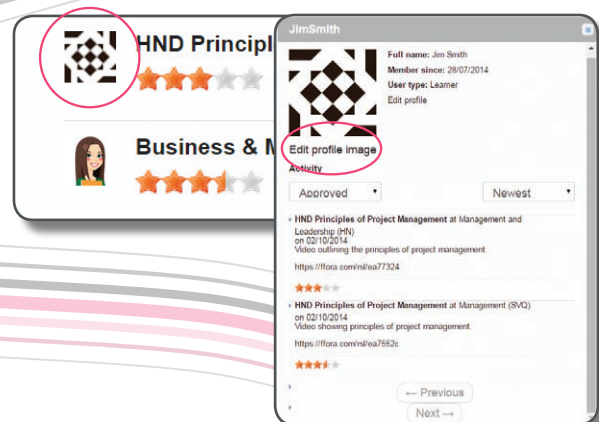 HND Principl
Business & M
JimSmith
Full name: Jim Smith
Member since: 28/07/2014
User type: Learner
Edit profile
Edit profile image
Activity
Approved
Newest
HND Principles of Project Management at Management and
Leadership (HN)
on 02/10/2014
Video outlining the principles of project management.
https://ffora.com/nsl/ea77324
HND Principles of Project Management at Management (SVQ)
on 02/10/2014
Video showing principles of project management.
https://ffora.com/nsl/ea7552c
← Previous
Next →